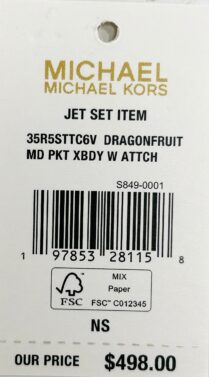 MICHAEL
MICHAEL KORS
JET SET ITEM
35R5STTC6V DRAGONFRUIT
MD PKT XBDY W ATTCH
S849-0001
1 97853 28115 8
MIX
Paper
FSC
FSC™ C012345
NS
OUR PRICE $498.00